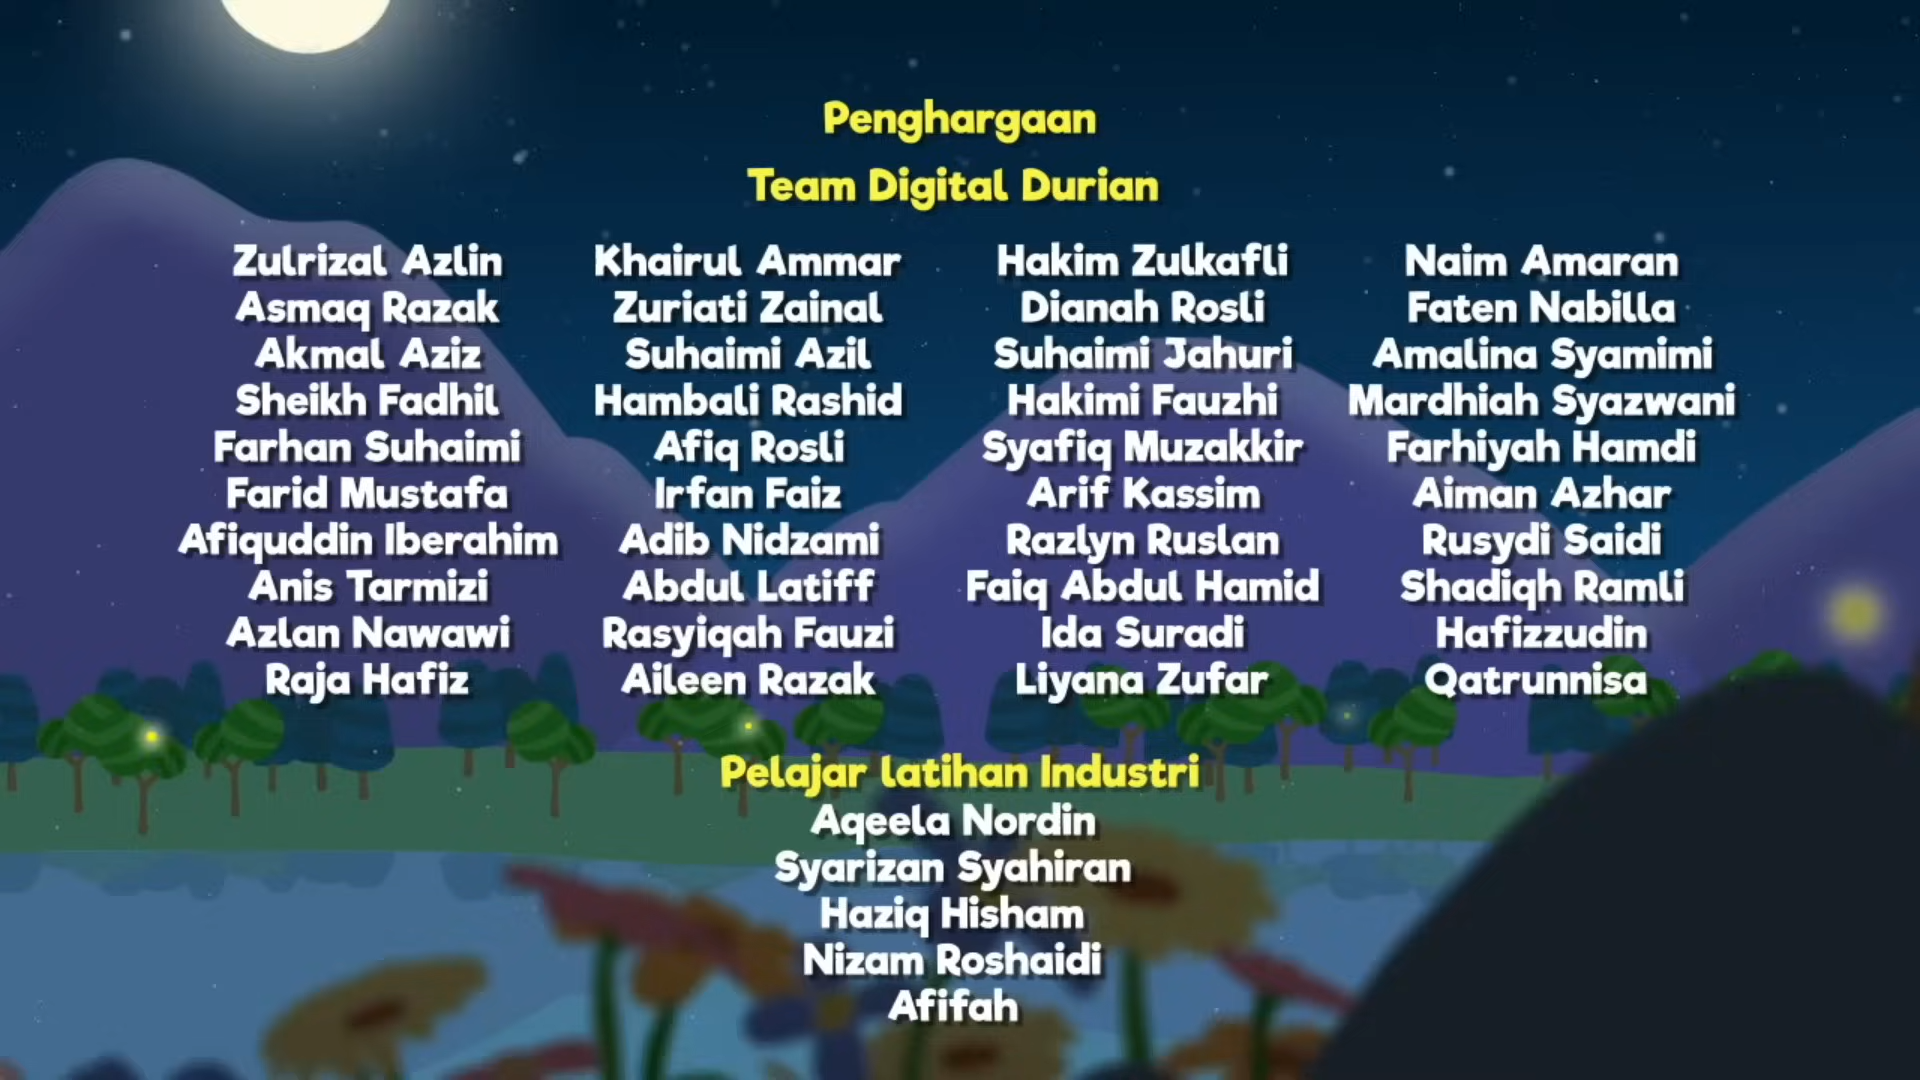 Penghargaan
Team Digital Durian
Zulrizal Azlin
Asmaq Razak
Akmal Aziz
Sheikh Fadhil
Farhan Suhaimi
Farid Mustafa
Afiquddin Iberahim
Anis Tarmizi
Azlan Nawawi
Raja Hafiz
Khairul Ammar
Zuriati Zainal
Suhaimi Azil
Hambali Rashid
Afiq Rosli
Irfan Faiz
Adib Nidzami
Abdul Latiff
Rasyiqah Fauzi
Aileen Razak
Hakim Zulkafli
Dianah Rosli
Suhaimi Jahuri
Hakimi Fauzhi
Syafiq Muzakkir
Arif Kassim
Razlyn Ruslan
Faiq Abdul Hamid
Ida Suradi
Liyana Zufar
Naim Amaran
Faten Nabilla
Amalina Syamimi
Mardhiah Syazwani
Farhiyah Hamdi
Aiman Azhar
Rusydi Saidi
Shadiqh Ramli
Hafizzudin
Qatrunnisa
Pelajar latihan Industri
Aqeela Nordin
Syarizan Syahiran
Haziq Hisham
Nizam Roshaidi
Afifah